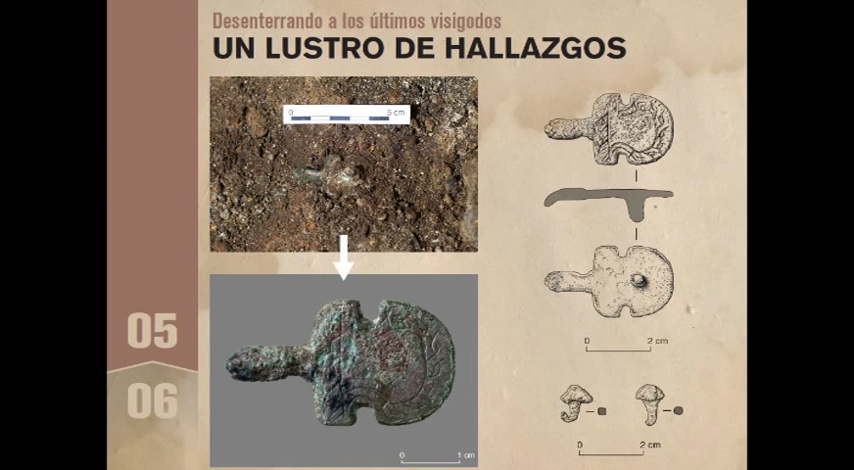 Desenterrando a los últimos visigodos
UN LUSTRO DE HALLAZGOS
0 5 cm
05
06
0 1 cm
0 2 cm
0 2 cm